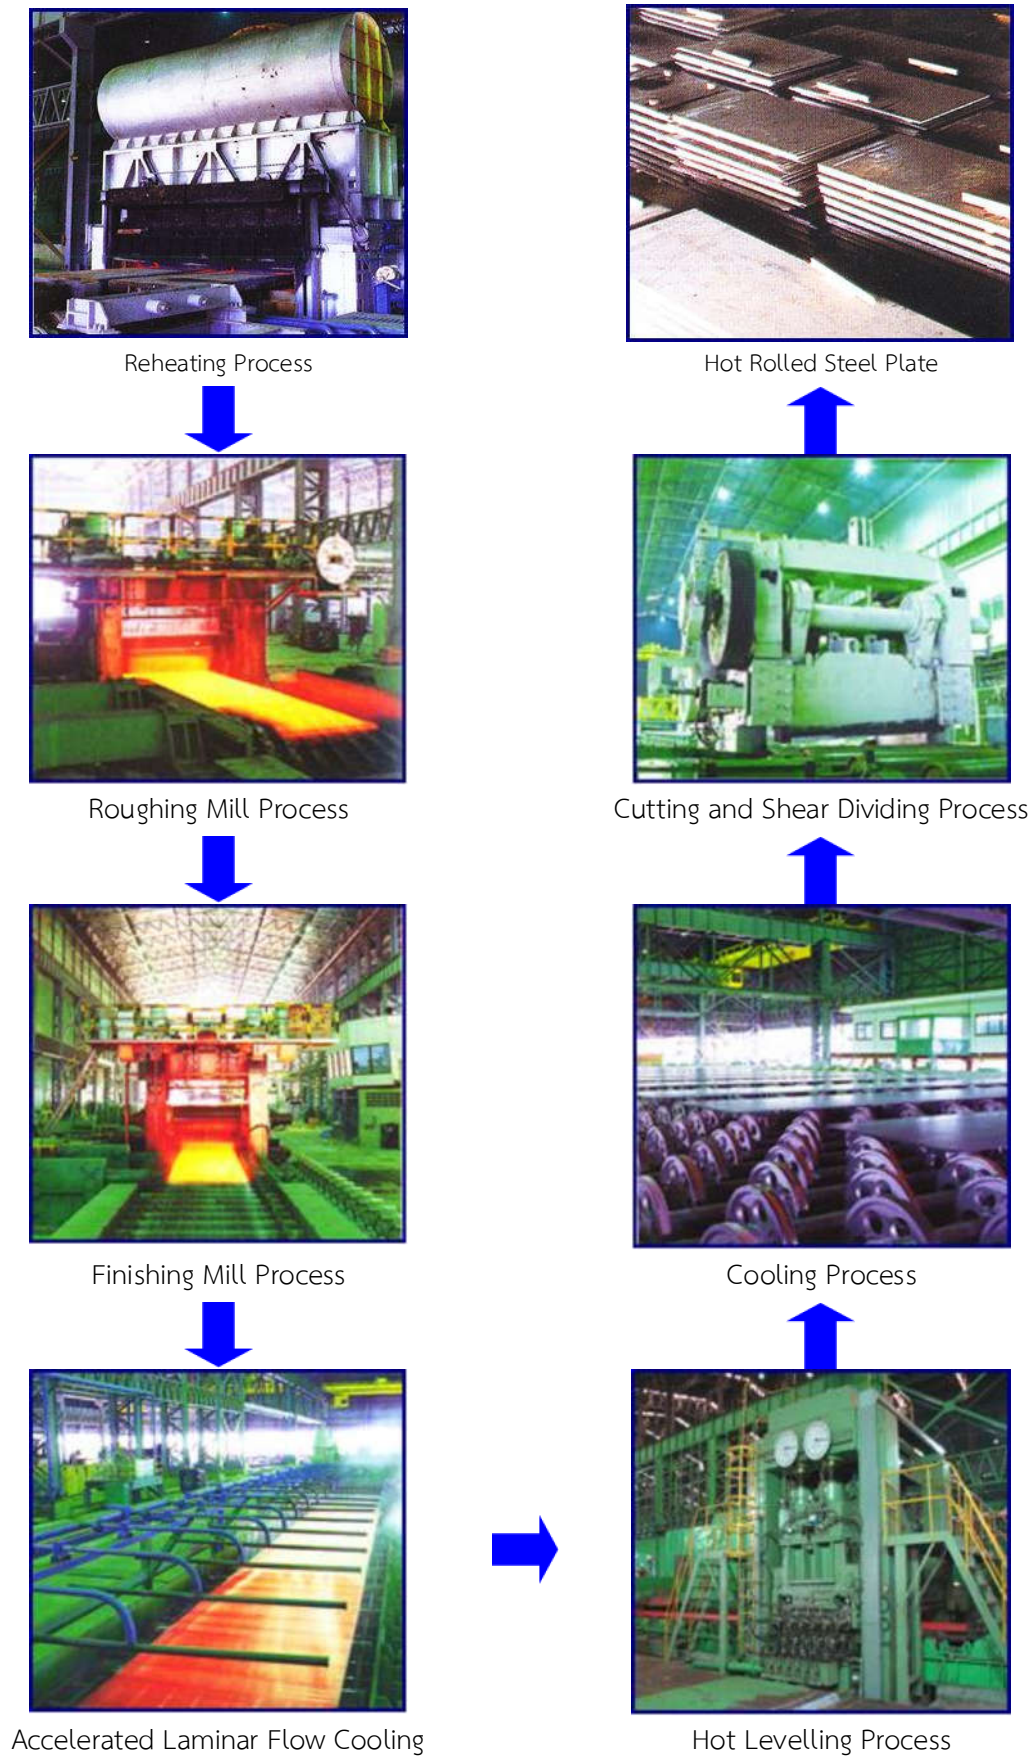 Reheating Process
Roughing Mill Process
Finishing Mill Process
Accelerated Laminar Flow Cooling
Hot Levelling Process
Cooling Process
Cutting and Shear Dividing Process
Hot Rolled Steel Plate